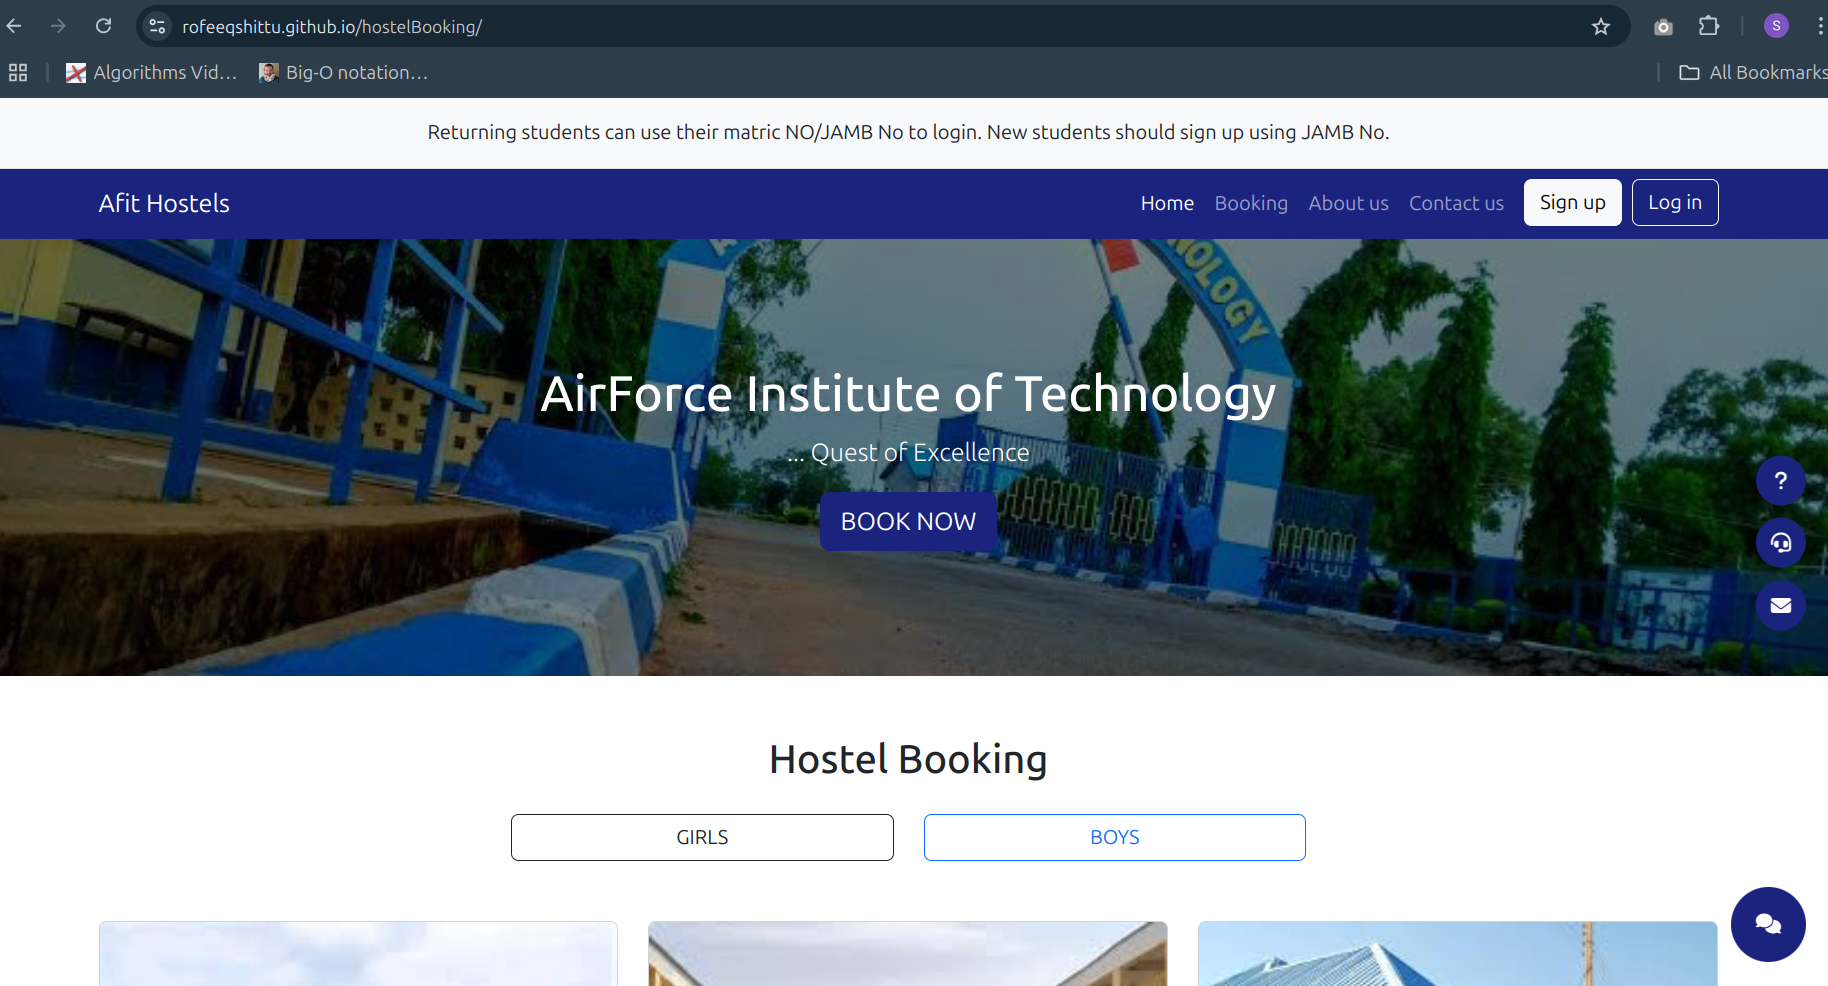 rofeeqshittu.github.io/hostelBooking/
S
Algorithms Vid...
Big-O notation...
All Bookmarks
Returning students can use their matric NO/JAMB No to login. New students should sign up using JAMB No.
Afit Hostels
Home
Booking
About us
Contact us
Sign up
Log in
NOLOGY
AirForce Institute of Technology
... Quest of Excellence
BOOK NOW
?
Hostel Booking
GIRLS
BOYS